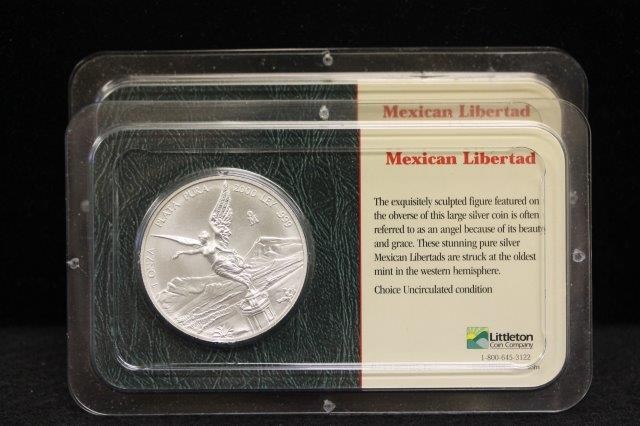 Mexican Libertad
Mexican Libertad
1 ONZA PLATA PURA 2000 LEY .999
The exquisitely sculpted figure featured on
the obverse of this large silver coin is often
referred to as an angel because of its beauty
and grace. These stunning pure silver
Mexican Libertads are struck at the oldest
mint in the western hemisphere.
Choice Uncirculated condition
Littleton
Coin Company
1-800-645-3122